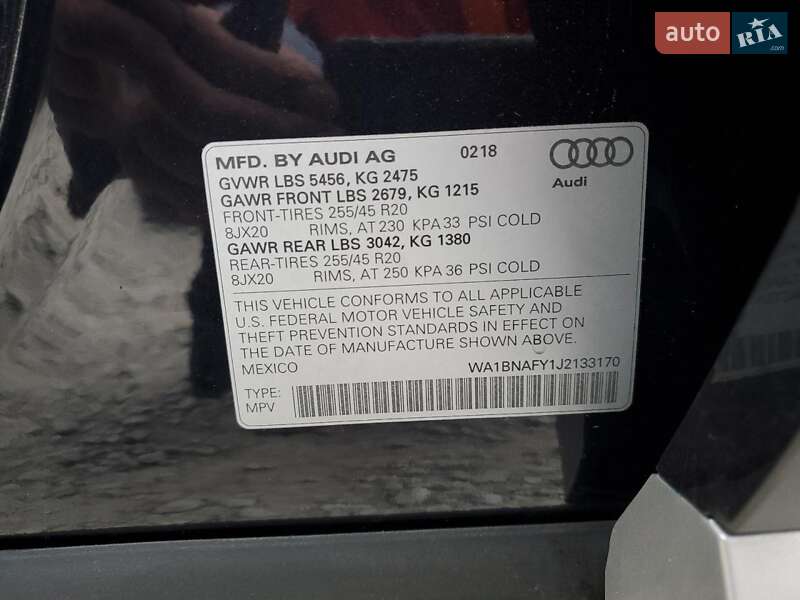 auto RIA.com
MFD. BY AUDI AG 0218
GVWR LBS 5456, KG 2475
GAWR FRONT LBS 2679, KG 1215
FRONT-TIRES 255/45 R20
8JX20 RIMS, AT 230 KPA 33 PSI COLD
GAWR REAR LBS 3042, KG 1380
REAR-TIRES 255/45 R20
8JX20 RIMS, AT 250 KPA 36 PSI COLD
Audi
THIS VEHICLE CONFORMS TO ALL APPLICABLE
U.S. FEDERAL MOTOR VEHICLE SAFETY AND
THEFT PREVENTION STANDARDS IN EFFECT ON
THE DATE OF MANUFACTURE SHOWN ABOVE.
MEXICO WA1BNAFY1J2133170
TYPE:
MPV